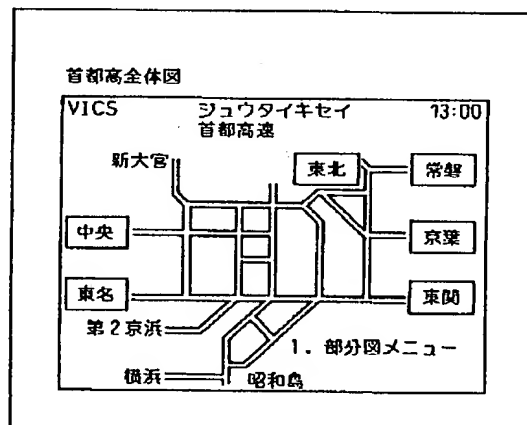 首都高全体図
VICS ジュウタイキセイ 13:00
首都高速
新大宮 東北 常磐
中央 京葉
東名 東関
第2京浜
1. 部分図メニュー
横浜 昭和島